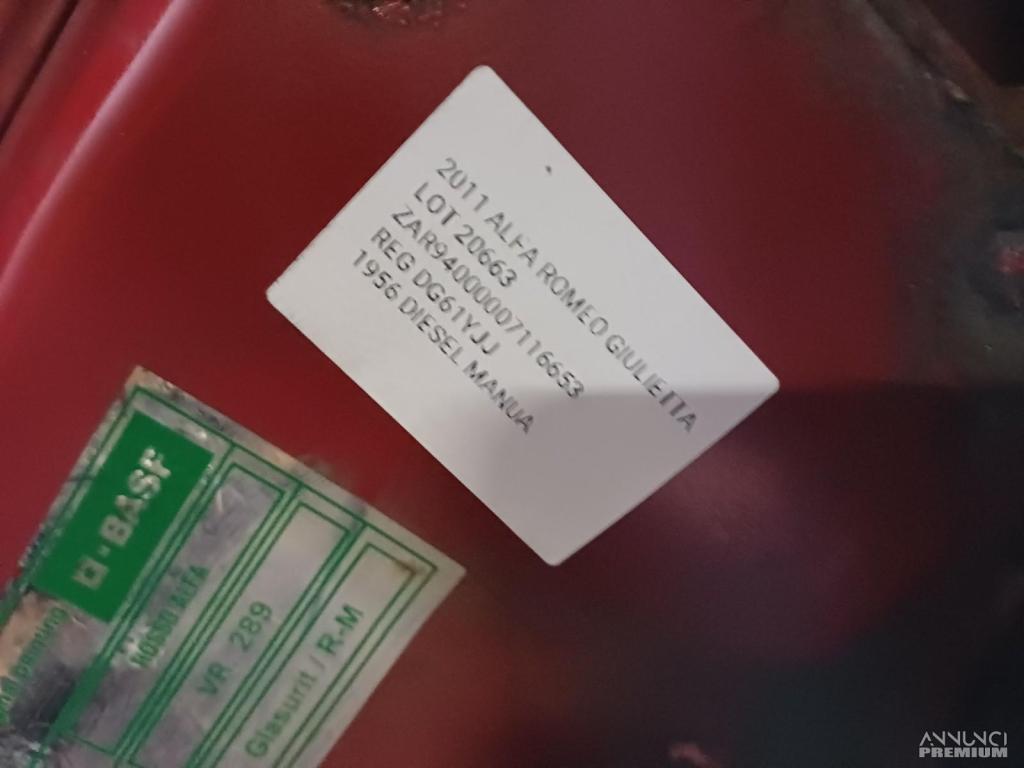 2011 ALFA ROMEO GIULIETTA
LOT 20663
ZAR94000007116653
REG DG61YJJ
1956 DIESEL MANUA
BASF
ROSSO ALFA
VR 289
Glasurit / R-M
ANNUNCI
PREMIUM